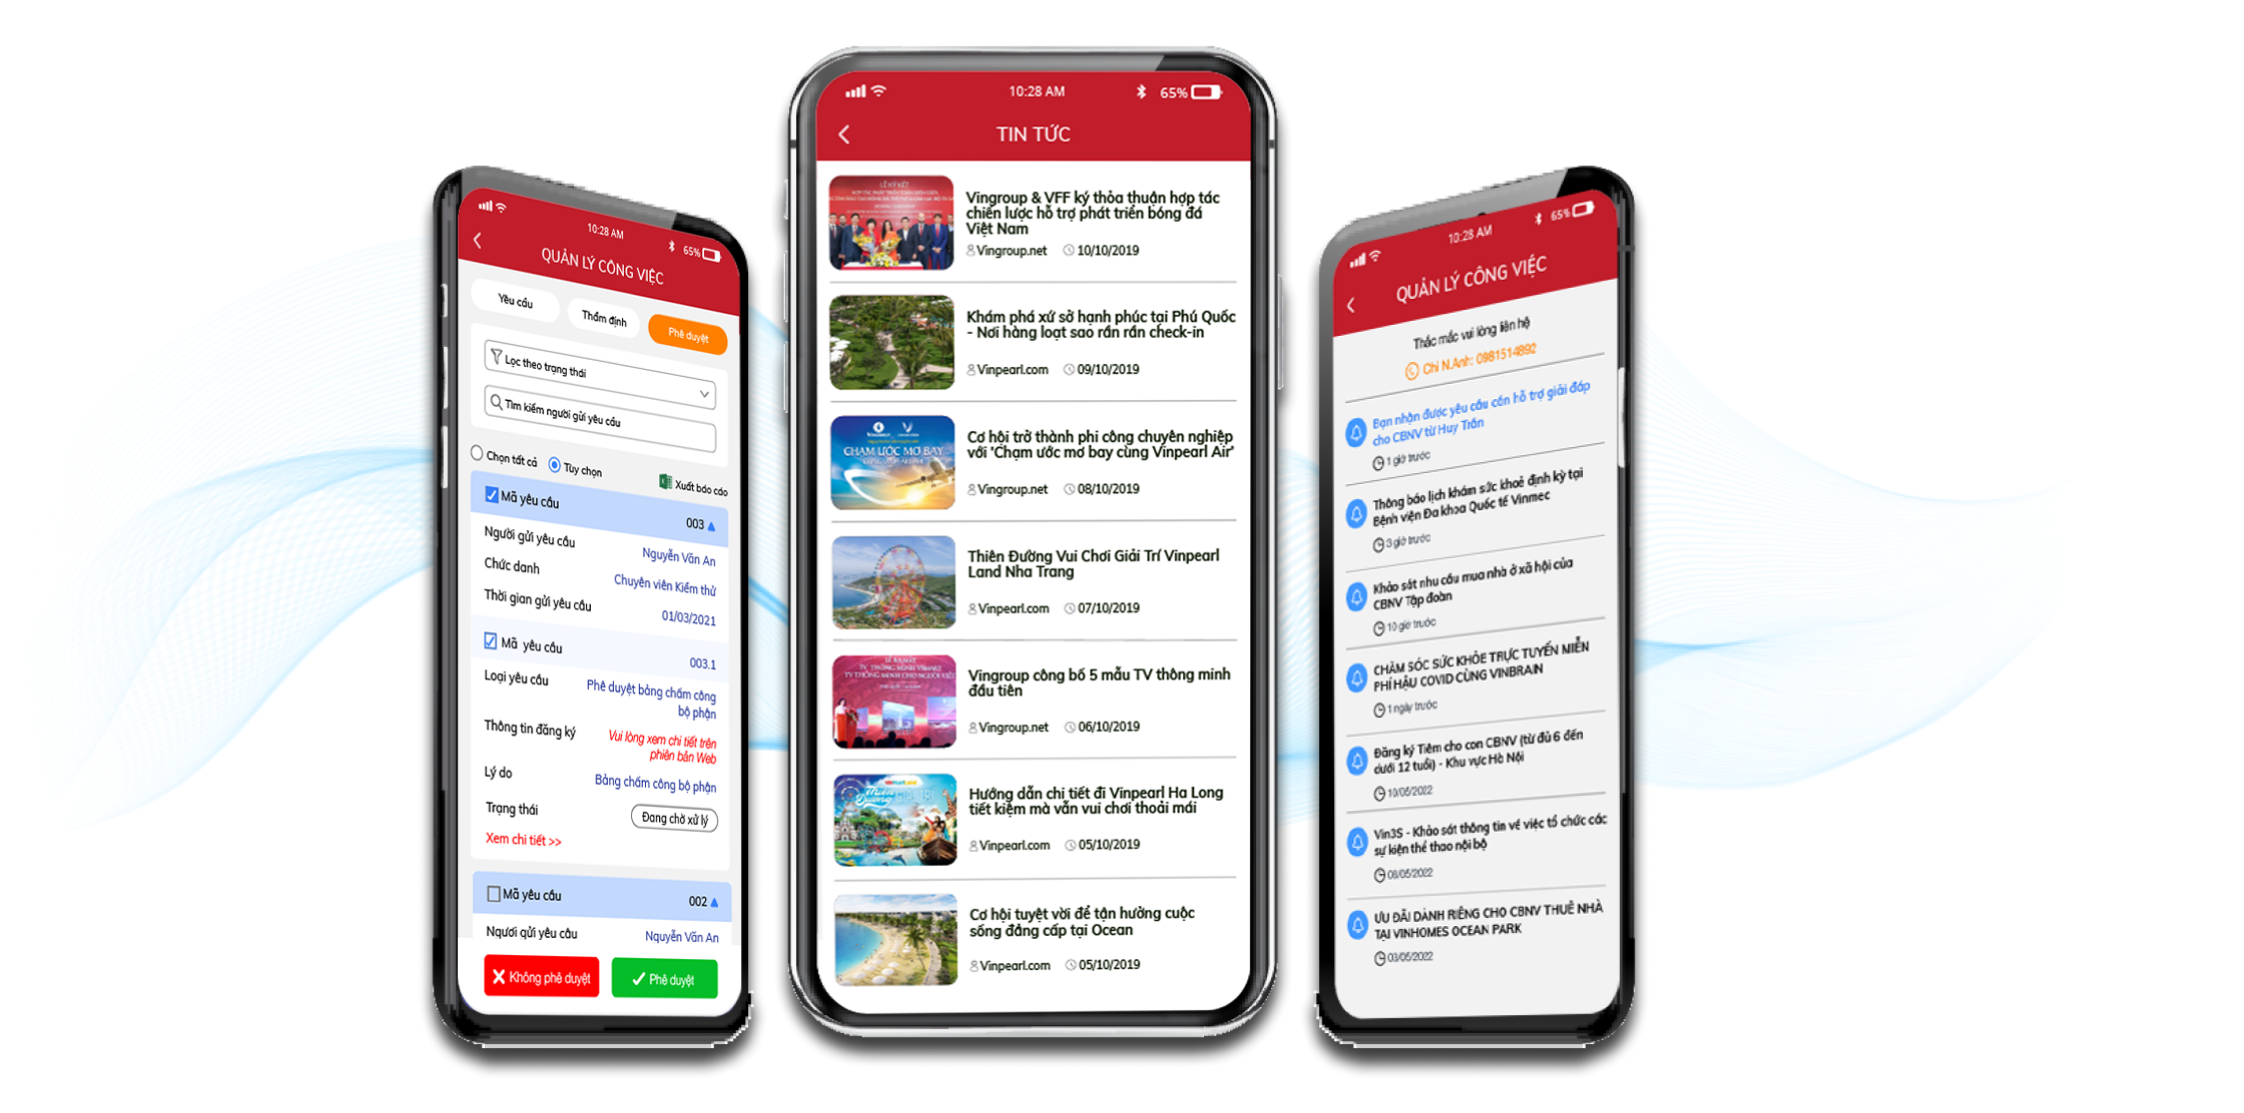 10:28 AM
65%
QUẢN LÝ CÔNG VIỆC
Yêu cầu
Thẩm định
Phê duyệt
Lọc theo trạng thái
Tìm kiếm người gửi yêu cầu
Chọn tất cả
Tùy chọn
Xuất báo cáo
Mã yêu cầu
003
Người gửi yêu cầu
Nguyễn Văn An
Chức danh
Chuyên viên Kiểm thử
Thời gian gửi yêu cầu
01/03/2021
Mã yêu cầu
003.1
Loại yêu cầu
Phê duyệt bảng chấm công
bộ phận
Thông tin đăng ký
Vui lòng xem chi tiết trên
phiên bản Web
Lý do
Bảng chấm công bộ phận
Trạng thái
Đang chờ xử lý
Xem chi tiết >>
Mã yêu cầu
002
Người gửi yêu cầu
Nguyễn Văn An
Không phê duyệt
Phê duyệt
10:28 AM
65%
TIN TỨC
LỄ KÝ KẾT
Vingroup & VFF ký thỏa thuận hợp tác
chiến lược hỗ trợ phát triển bóng đá
Việt Nam
Vingroup.net 10/10/2019
Khám phá xứ sở hạnh phúc tại Phú Quốc
- Nơi hàng loạt sao rần rần check-in
Vinpearl.com 09/10/2019
CHẠM ƯỚC MƠ BAY
Cơ hội trở thành phi công chuyên nghiệp
với 'Chạm ước mơ bay cùng Vinpearl Air'
Vingroup.net 08/10/2019
Thiên Đường Vui Chơi Giải Trí Vinpearl
Land Nha Trang
Vinpearl.com 07/10/2019
Vingroup công bố 5 mẫu TV thông minh
đầu tiên
Vingroup.net 06/10/2019
Hướng dẫn chi tiết đi Vinpearl Hạ Long
tiết kiệm mà vẫn vui chơi thoải mái
Vinpearl.com 05/10/2019
Cơ hội tuyệt vời để tận hưởng cuộc
sống đẳng cấp tại Ocean
Vinpearl.com 05/10/2019
10:28 AM
65%
QUẢN LÝ CÔNG VIỆC
Thắc mắc vui lòng liên hệ
Chị N.Anh: 0981514892
Bạn nhận được yêu cầu cần hỗ trợ giải đáp
cho CBNV từ Huy Trần
1 giờ trước
Thông báo lịch khám sức khoẻ định kỳ tại
Bệnh viện Đa khoa Quốc tế Vinmec
3 giờ trước
Khảo sát nhu cầu mua nhà ở xã hội của
CBNV Tập đoàn
10 giờ trước
CHĂM SÓC SỨC KHỎE TRỰC TUYẾN MIỄN
PHÍ HẬU COVID CÙNG VINBRAIN
1 ngày trước
Đăng ký Tiêm cho con CBNV (từ đủ 6 đến
dưới 12 tuổi) - Khu vực Hà Nội
10/05/2022
Vin3S - Khảo sát thông tin về việc tổ chức các
sự kiện thể thao nội bộ
08/05/2022
ƯU ĐÃI DÀNH RIÊNG CHO CBNV THUÊ NHÀ
TẠI VINHOMES OCEAN PARK
03/05/2022